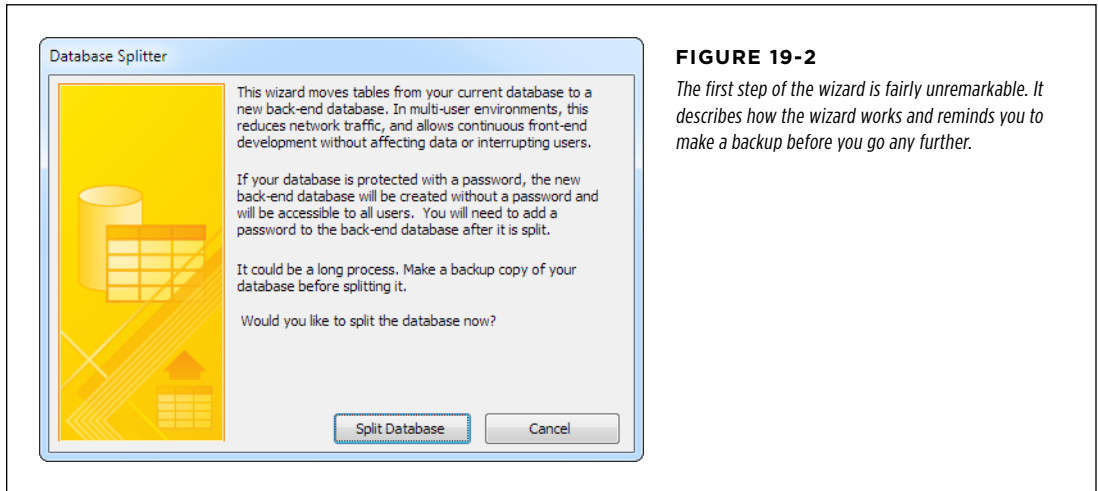 Database Splitter
This wizard moves tables from your current database to a
new back-end database. In multi-user environments, this
reduces network traffic, and allows continuous front-end
development without affecting data or interrupting users.
If your database is protected with a password, the new
back-end database will be created without a password and
will be accessible to all users.  You will need to add a
password to the back-end database after it is split.
It could be a long process. Make a backup copy of your
database before splitting it.
Would you like to split the database now?
Split Database
Cancel
FIGURE 19-2
The first step of the wizard is fairly unremarkable. It
describes how the wizard works and reminds you to
make a backup before you go any further.